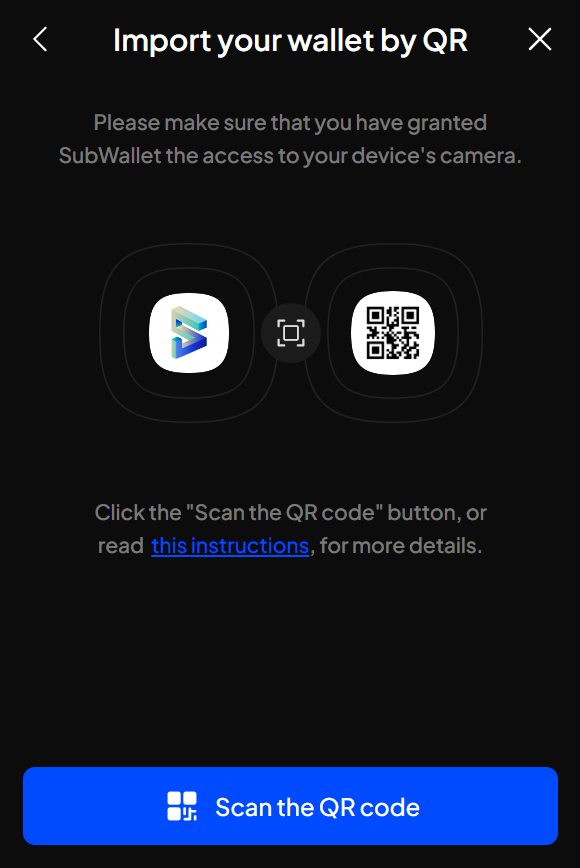 Import your wallet by QR
Please make sure that you have granted
SubWallet the access to your device's camera.
Click the "Scan the QR code" button, or
read this instructions, for more details.
Scan the QR code